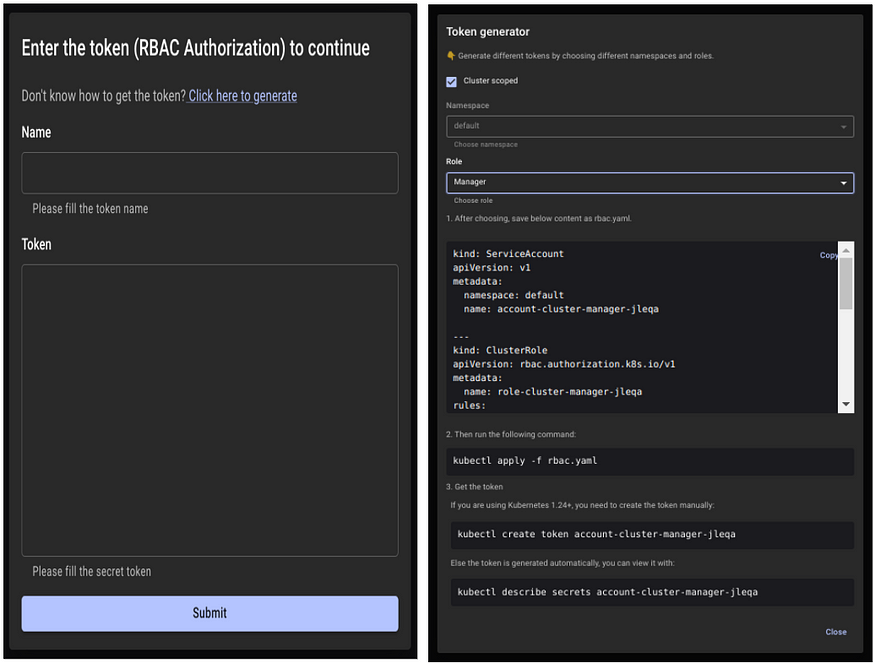 Enter the token (RBAC Authorization) to continue
Don't know how to get the token? Click here to generate
Name
Please fill the token name
Token
Please fill the secret token
Submit
Token generator
👇 Generate different tokens by choosing different namespaces and roles.
Cluster scoped
Namespace
default
Choose namespace
Role
Manager
Choose role
1. After choosing, save below content as rbac.yaml.
Copy
kind: ServiceAccount
apiVersion: v1
metadata:
  namespace: default
  name: account-cluster-manager-jleqa
---
kind: ClusterRole
apiVersion: rbac.authorization.k8s.io/v1
metadata:
  name: role-cluster-manager-jleqa
rules:
2. Then run the following command:
kubectl apply -f rbac.yaml
3. Get the token
If you are using Kubernetes 1.24+, you need to create the token manually:
kubectl create token account-cluster-manager-jleqa
Else the token is generated automatically, you can view it with:
kubectl describe secrets account-cluster-manager-jleqa
Close